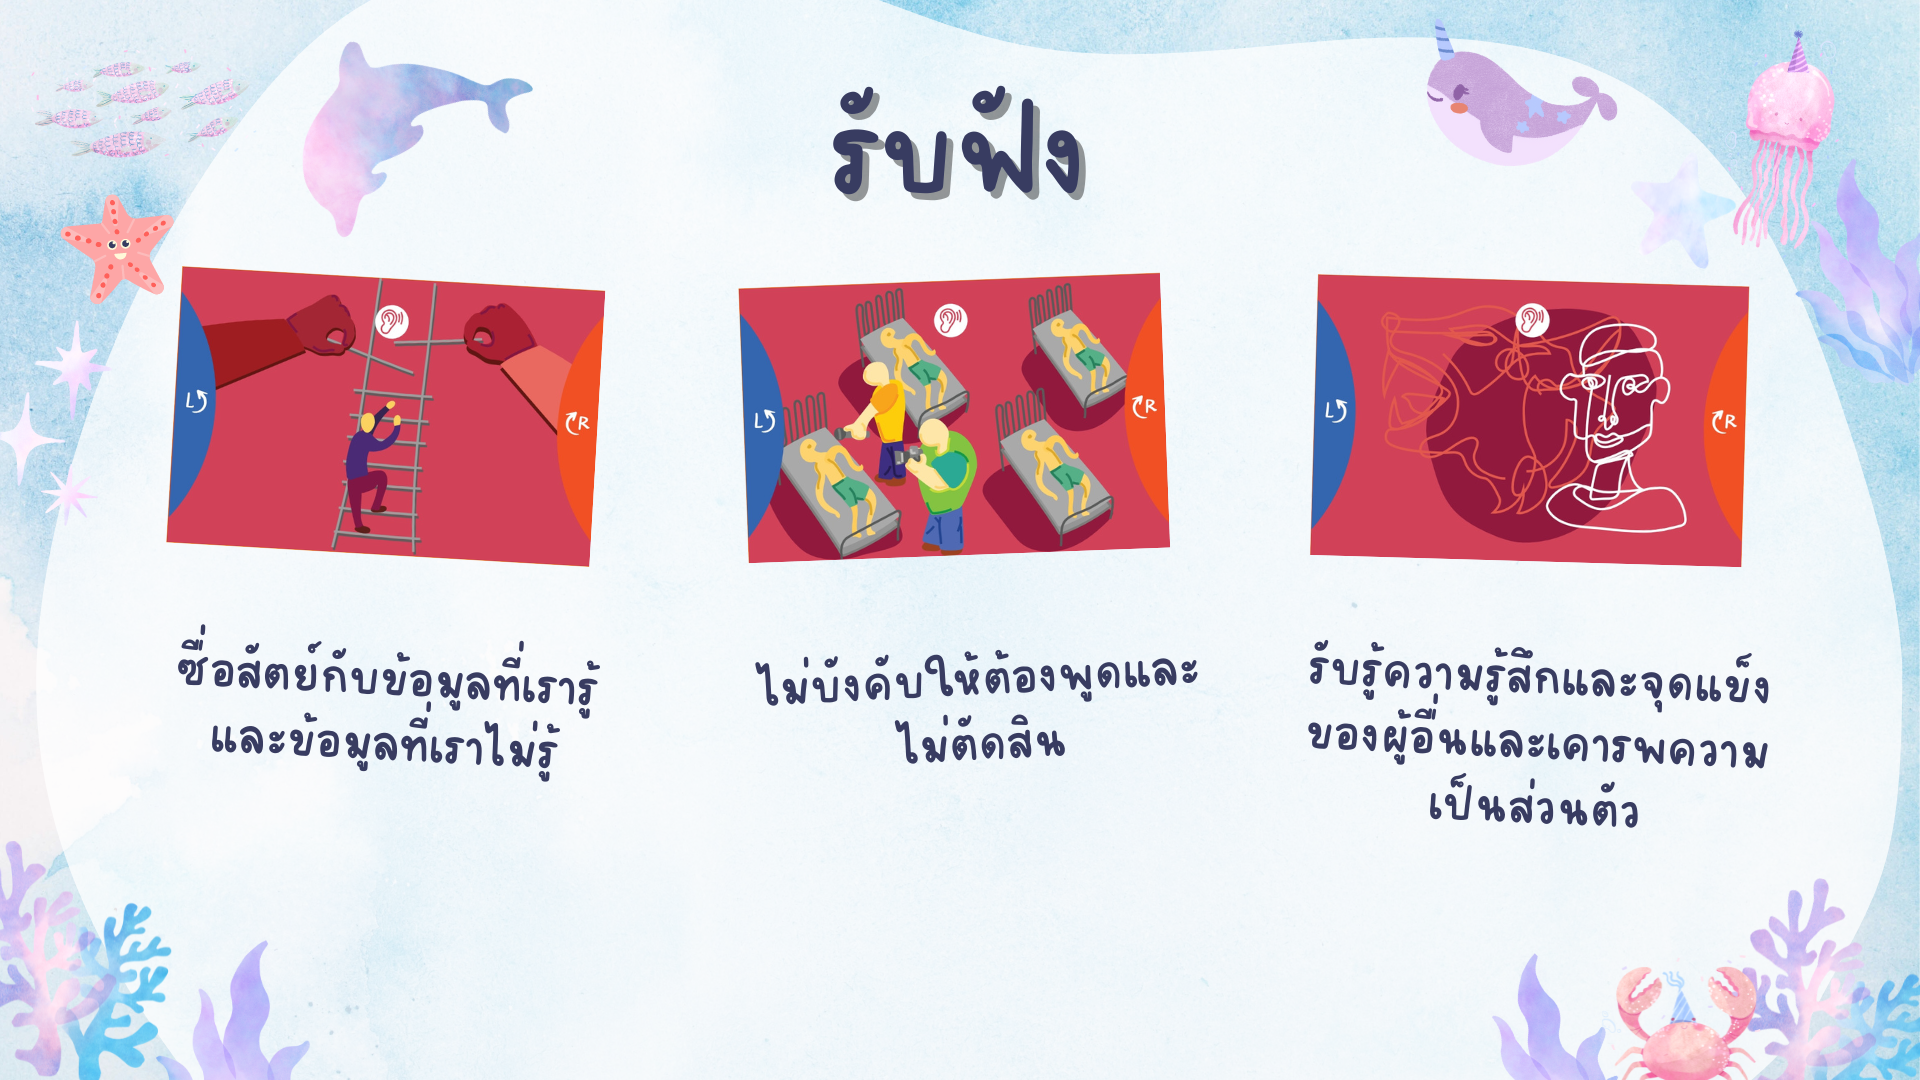 รับฟัง
L
R
L
R
L
R
ซื่อสัตย์กับข้อมูลที่เรารู้
และข้อมูลที่เราไม่รู้
ไม่บังคับให้ต้องพูดและ
ไม่ตัดสิน
รับรู้ความรู้สึกและจุดแข็ง
ของผู้อื่นและเคารพความ
เป็นส่วนตัว